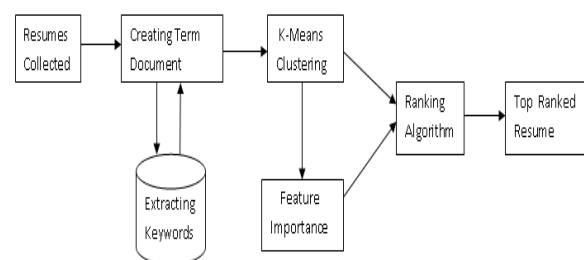 Resumes
Collected
Creating Term
Document
K-Means
Clustering
Ranking
Algorithm
Top Ranked
Resume
Extracting
Keywords
Feature
Importance